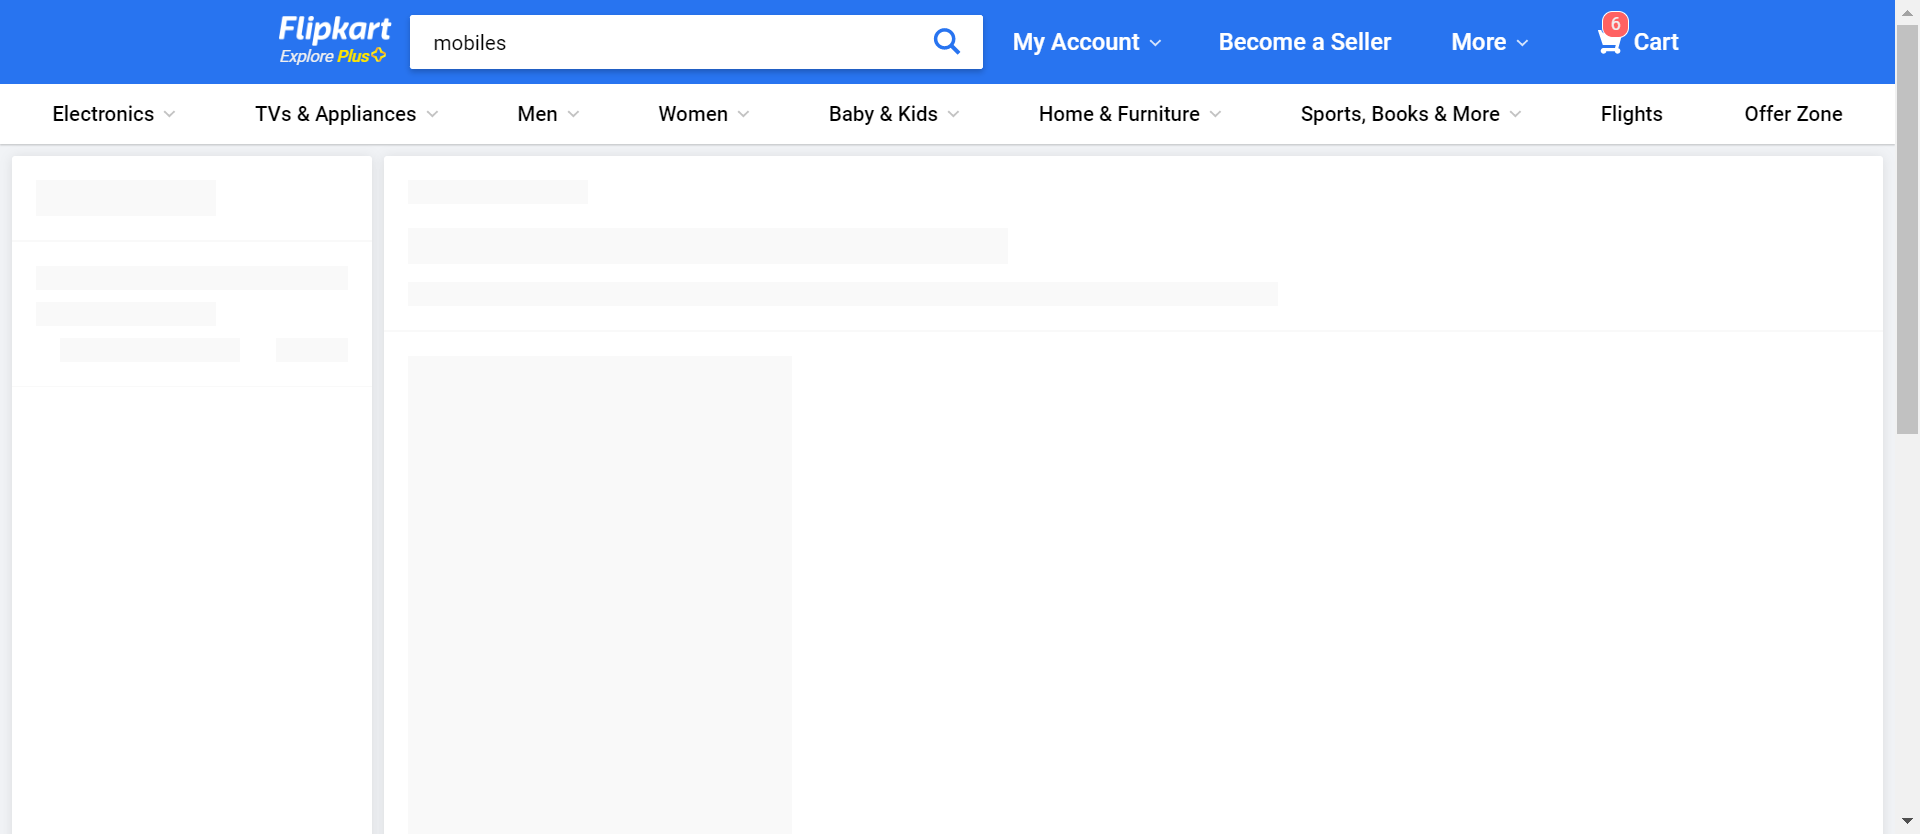 Flipkart
Explore Plus
mobiles
My Account
Become a Seller
More
6
Cart
Electronics
TVs & Appliances
Men
Women
Baby & Kids
Home & Furniture
Sports, Books & More
Flights
Offer Zone